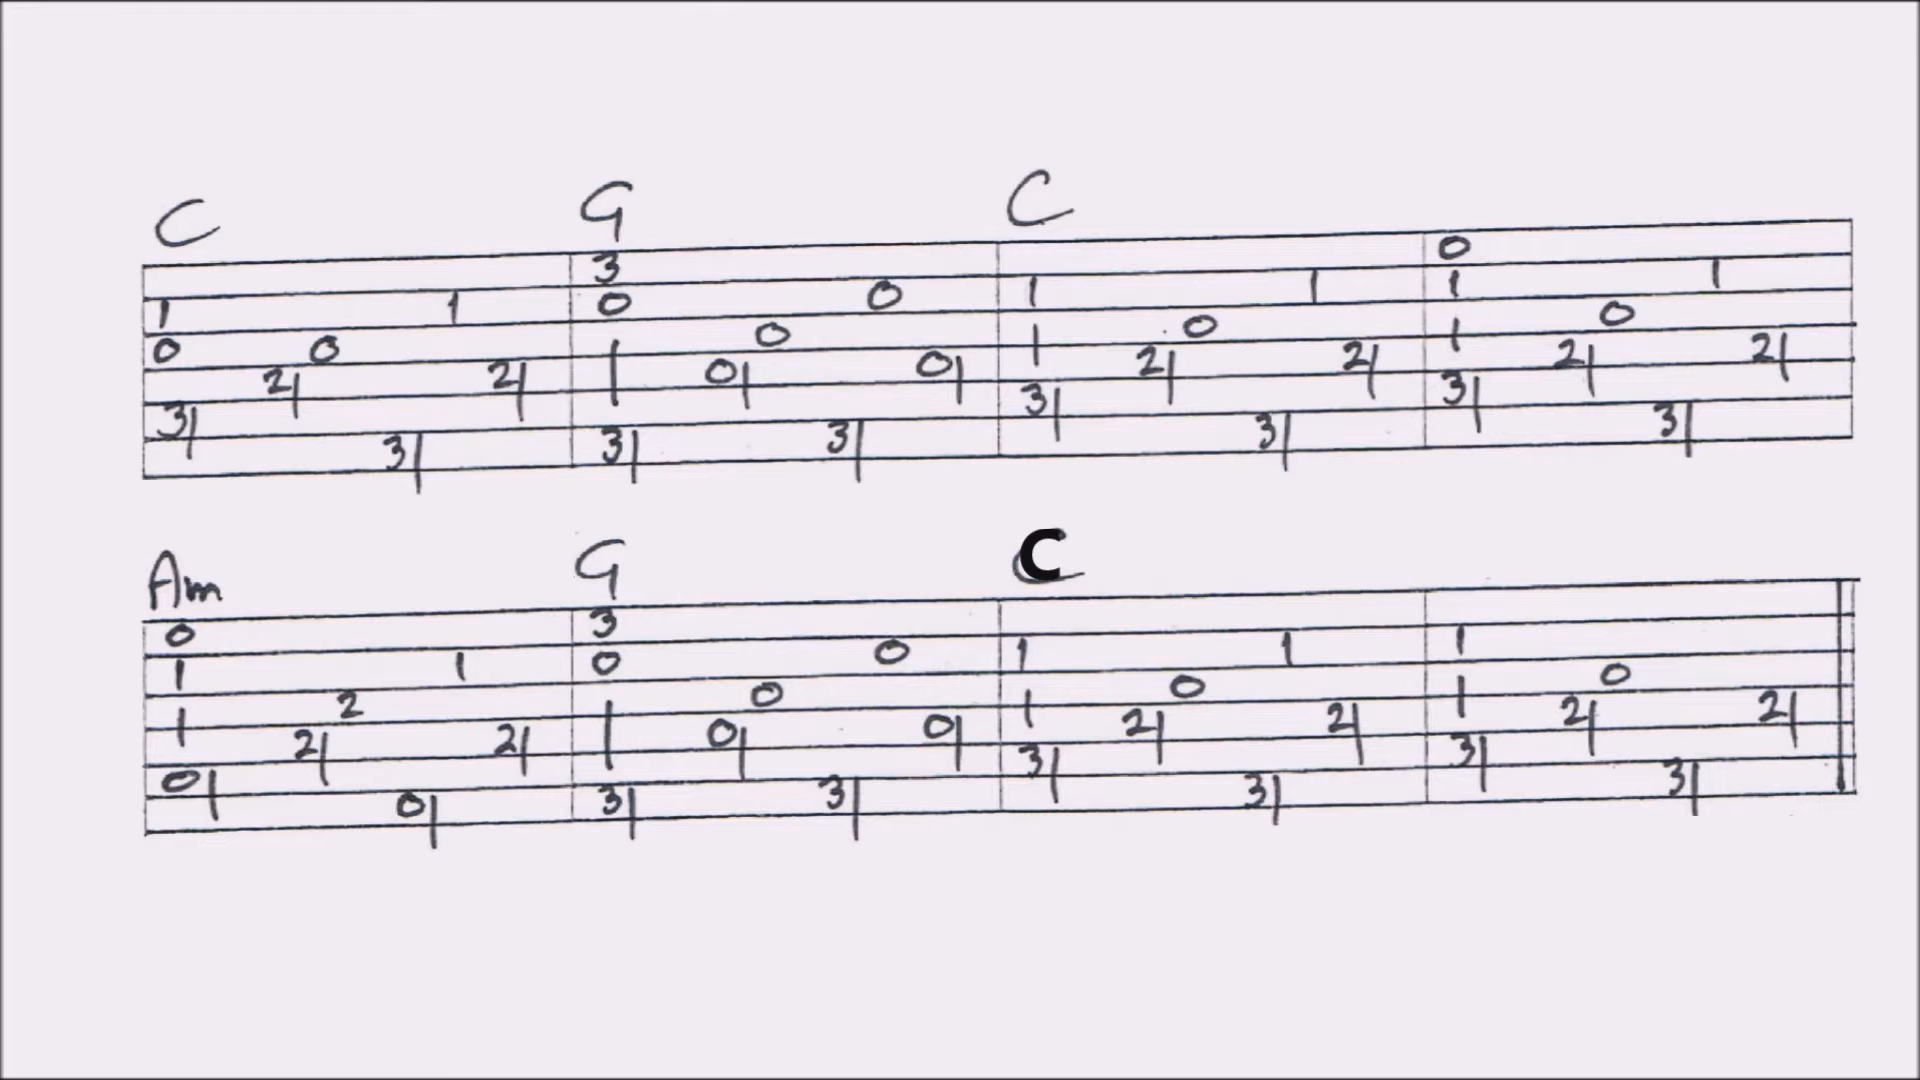 C G C
3 0
1 1 0 0 1 1 1 1
0 0 0 0 0
2 2 0 0 2 2 2 2
3 3 3
3 3 3 3 3
Am G C
0 3
1 1 0 0 1 1 1
2 0 0 0
2 2 0 0 2 2 2 2
0 3 3
0 3 3 3 3